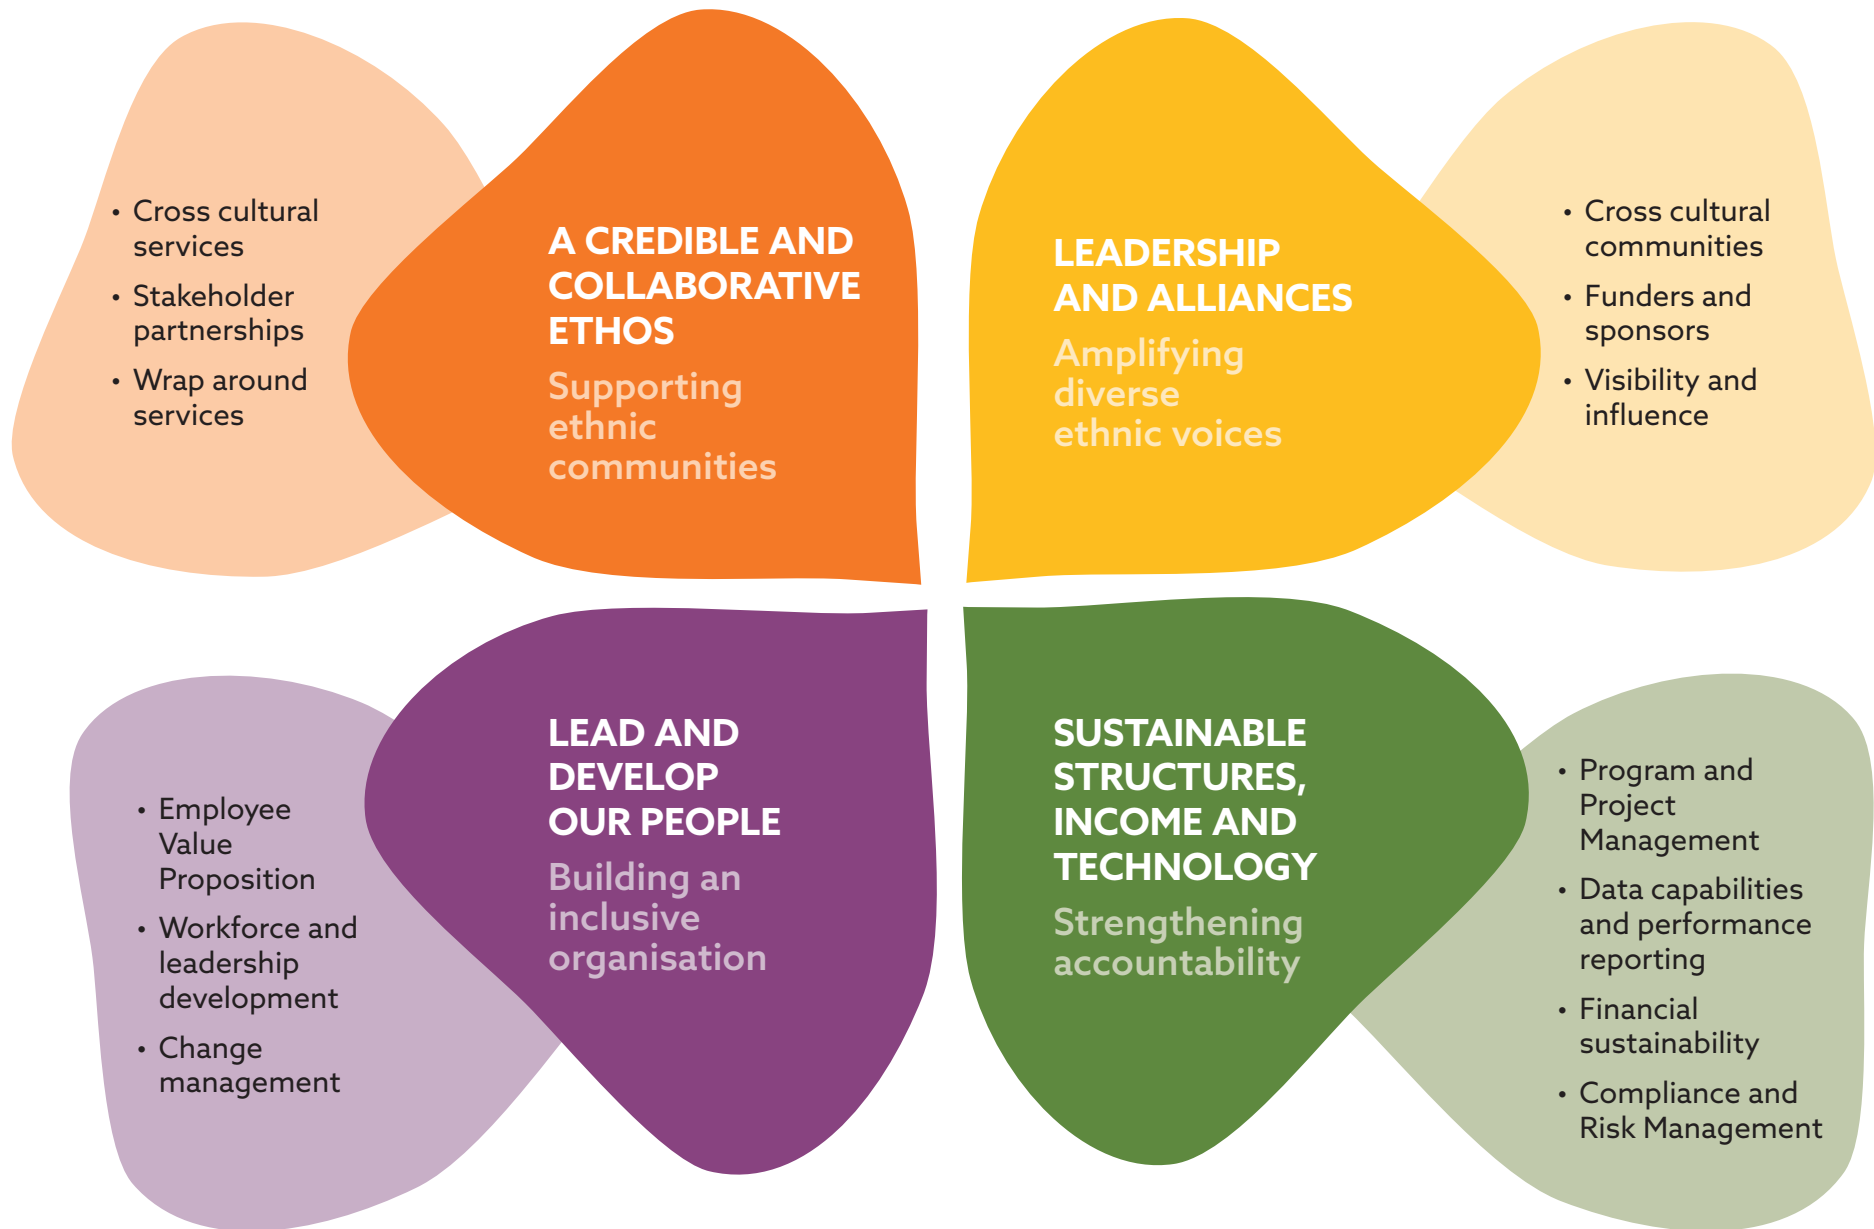 • Cross cultural
services
• Stakeholder
partnerships
• Wrap around
services
A CREDIBLE AND
COLLABORATIVE
ETHOS
Supporting
ethnic
communities
LEADERSHIP
AND ALLIANCES
Amplifying
diverse
ethnic voices
• Cross cultural
communities
• Funders and
sponsors
• Visibility and
influence
• Employee
Value
Proposition
• Workforce and
leadership
development
• Change
management
LEAD AND
DEVELOP
OUR PEOPLE
Building an
inclusive
organisation
SUSTAINABLE
STRUCTURES,
INCOME AND
TECHNOLOGY
Strengthening
accountability
• Program and
Project
Management
• Data capabilities
and performance
reporting
• Financial
sustainability
• Compliance and
Risk Management